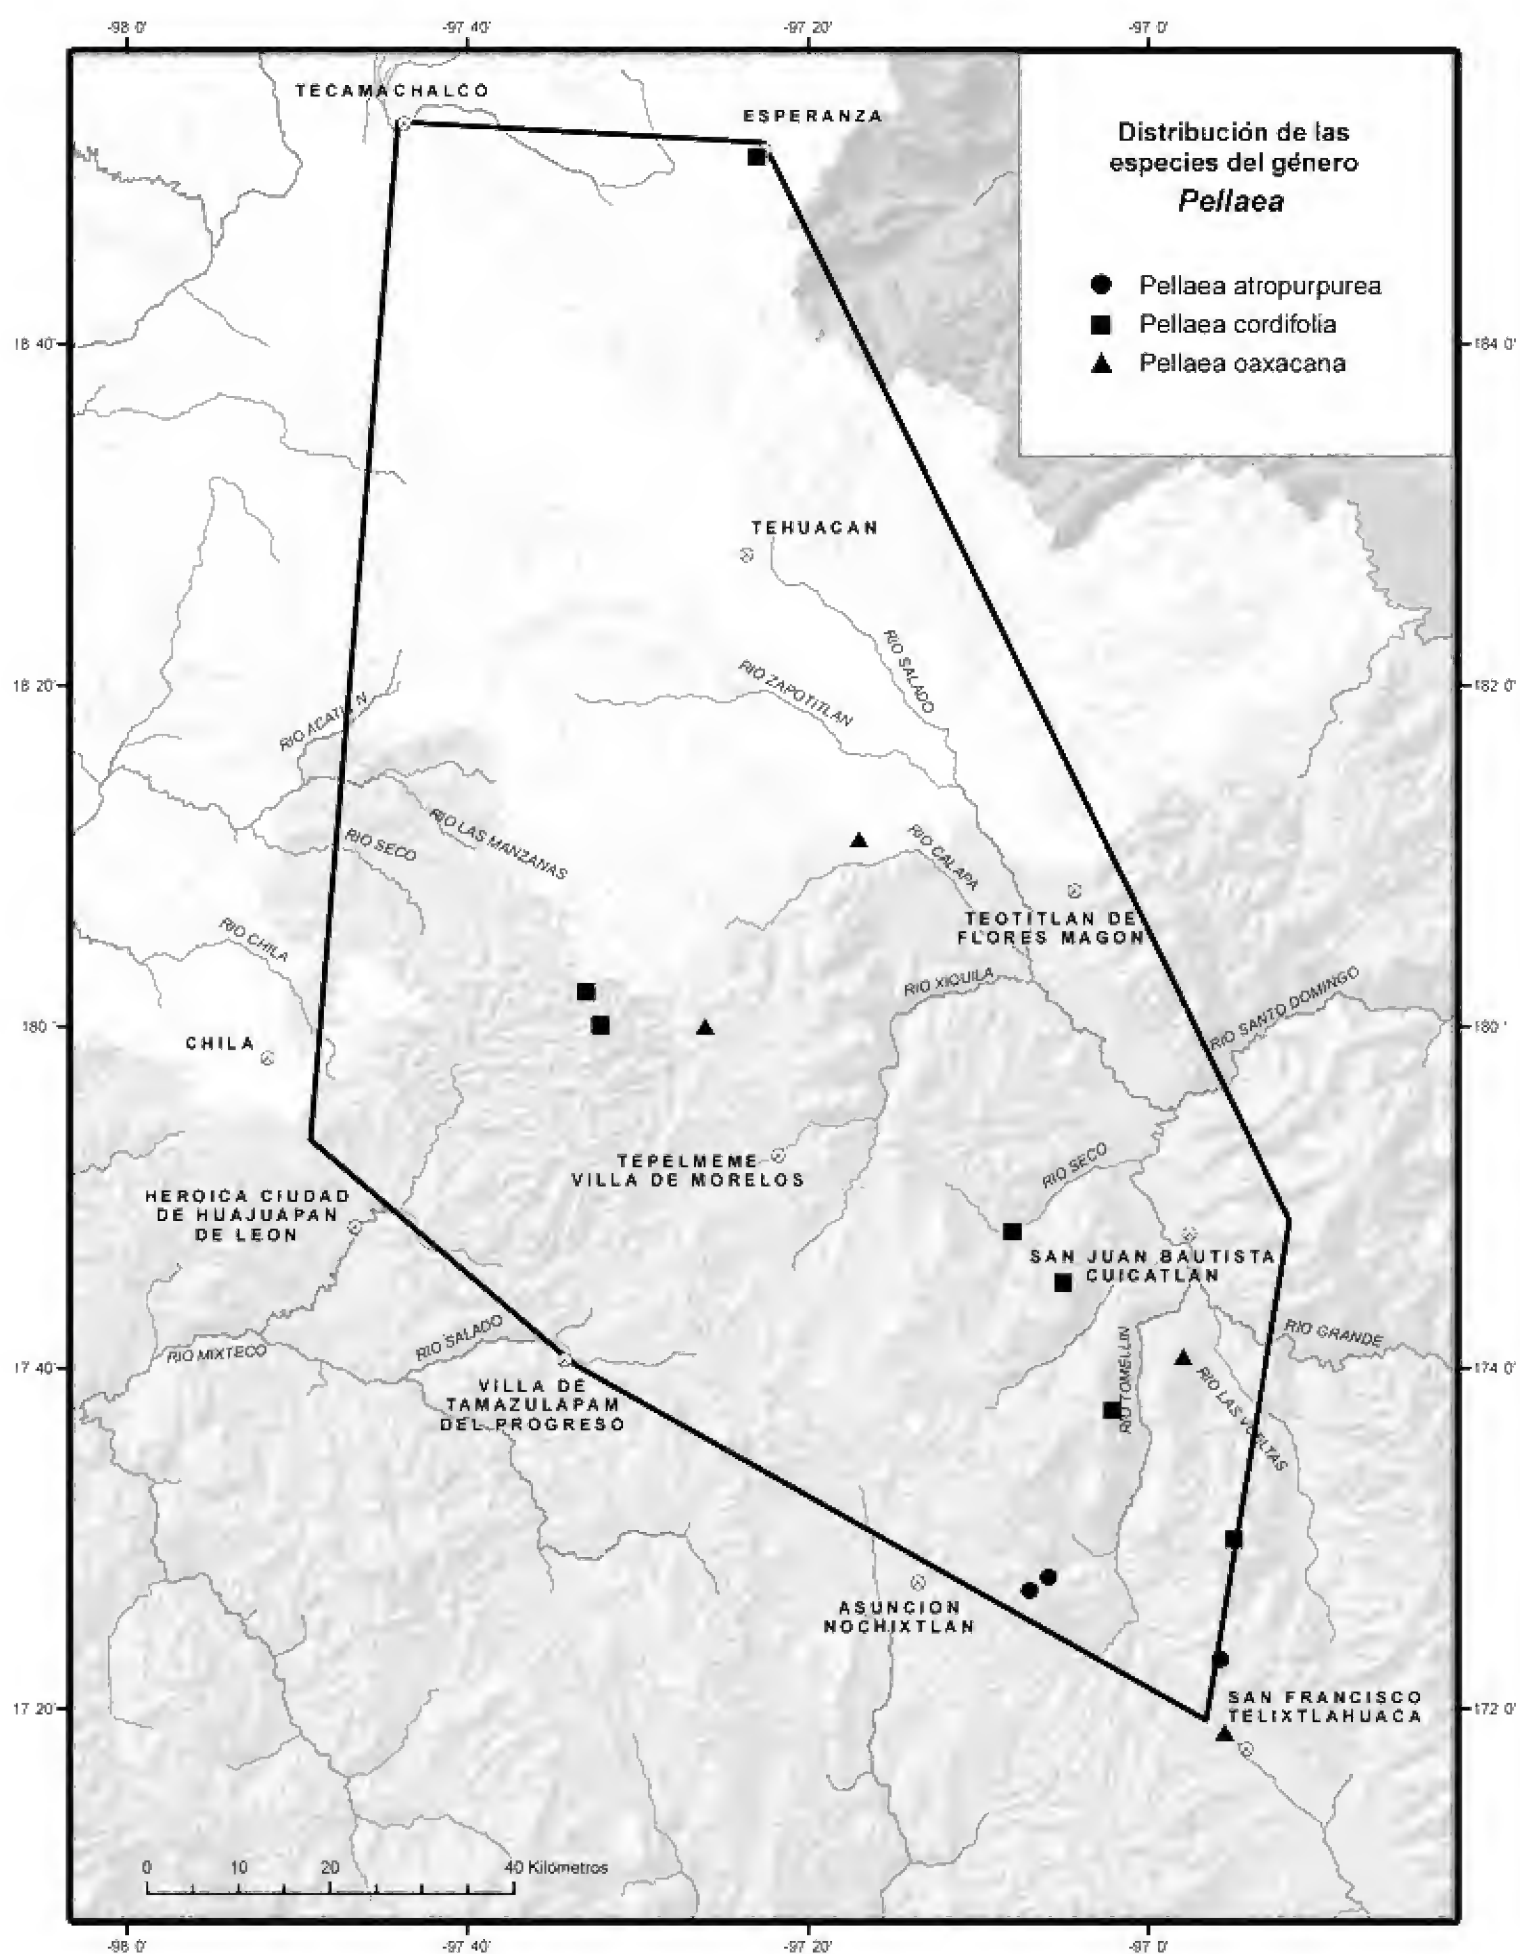 -98 0' -97 40' -97 20' -97 0'
TECAMACHALCO
ESPERANZA
Distribución de las
especies del género
Pellaea
Pellaea atropurpurea
Pellaea cordifolia
Pellaea oaxacana
18 40' 184 0'
TEHUACAN
RIO SALADO
RIO ZAPOTITLAN
18 20' 182 0'
RIO LAS MANZANAS
RIO SECO
RIO CALAPA
TEOTITLAN DE
FLORES MAGON
RIO CHILA
RIO XIQUILA
RIO SANTO DOMINGO
180 ' 180 '
CHILA
TEPELMEME
VILLA DE MORELOS
RIO SECO
HEROICA CIUDAD
DE HUAJUAPAN
DE LEON
SAN JUAN BAUTISTA
CUICATLAN
RIO SALADO
RIO MIXTECO
RIO TOMELLIN
RIO GRANDE
17 40' 174 0'
VILLA DE
TAMAZULAPAM
DEL PROGRESO
RIO LAS VUELTAS
ASUNCION
NOCHIXTLAN
17 20' 172 0'
SAN FRANCISCO
TELIXTLAHUACA
0 10 20 40 Kilómetros
-98 0' -97 40' -97 20' -97 0'